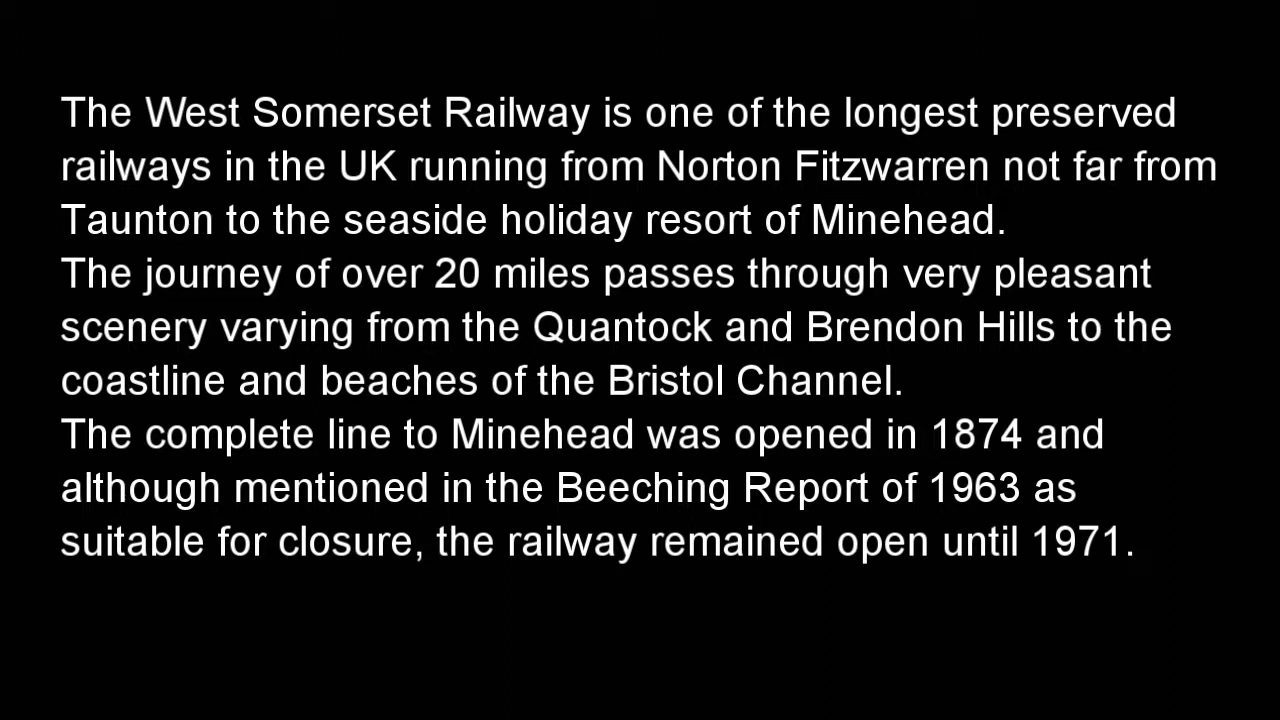 The West Somerset Railway is one of the longest preserved
railways in the UK running from Norton Fitzwarren not far from
Taunton to the seaside holiday resort of Minehead.
The journey of over 20 miles passes through very pleasant
scenery varying from the Quantock and Brendon Hills to the
coastline and beaches of the Bristol Channel.
The complete line to Minehead was opened in 1874 and
although mentioned in the Beeching Report of 1963 as
suitable for closure, the railway remained open until 1971.